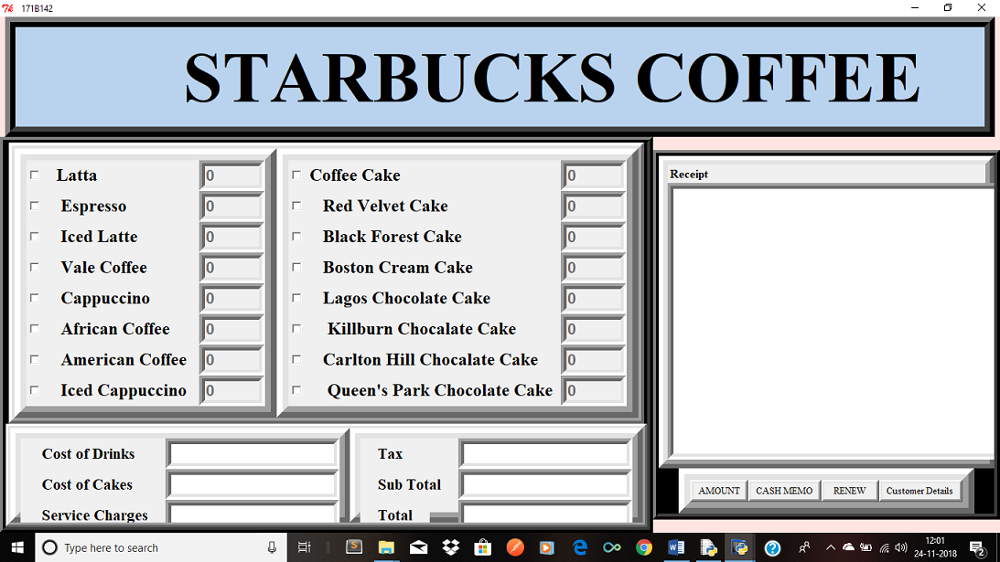 171B142
STARBUCKS COFFEE
Latta 0
Espresso 0
Iced Latte 0
Vale Coffee 0
Cappuccino 0
African Coffee 0
American Coffee 0
Iced Cappuccino 0
Coffee Cake 0
Red Velvet Cake 0
Black Forest Cake 0
Boston Cream Cake 0
Lagos Chocolate Cake 0
Killburn Chocalate Cake 0
Carlton Hill Chocalate Cake 0
Queen's Park Chocolate Cake 0
Cost of Drinks
Cost of Cakes
Service Charges
Tax
Sub Total
Total
Receipt
AMOUNT CASH MEMO RENEW Customer Details
Type here to search
12:01
24-11-2018
2